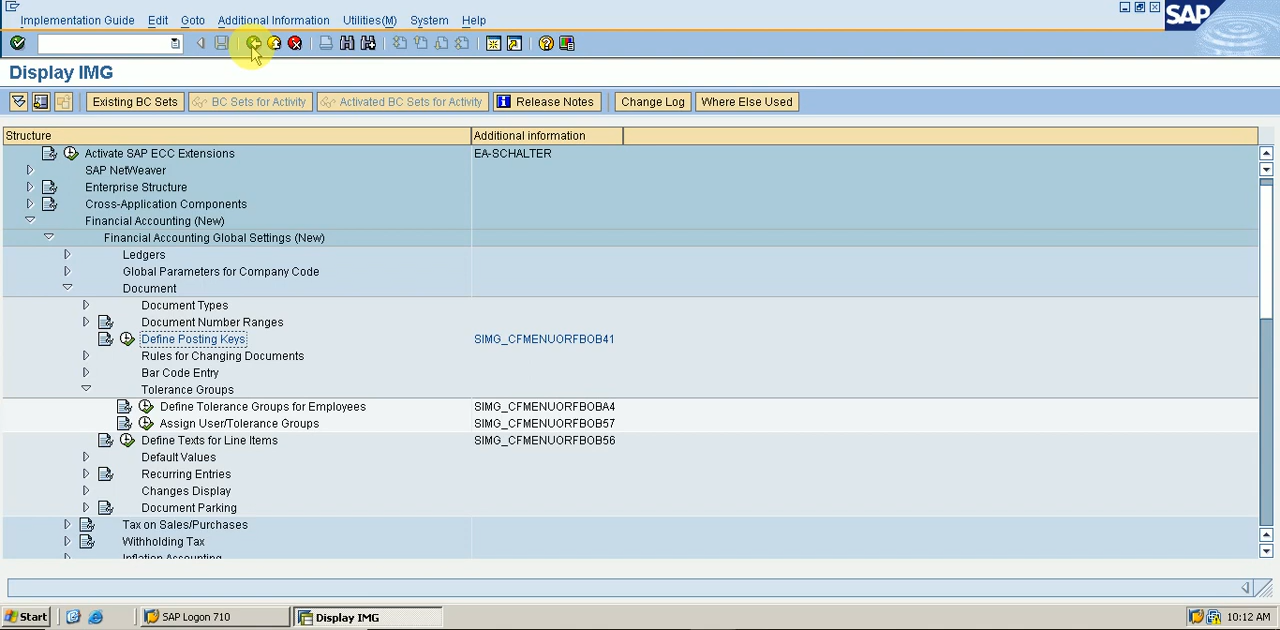 Implementation Guide Edit Goto Additional Information Utilities(M) System Help
SAP
Display IMG
Existing BC Sets BC Sets for Activity Activated BC Sets for Activity Release Notes Change Log Where Else Used
Structure Additional information
Activate SAP ECC Extensions EA-SCHALTER
SAP NetWeaver
Enterprise Structure
Cross-Application Components
Financial Accounting (New)
Financial Accounting Global Settings (New)
Ledgers
Global Parameters for Company Code
Document
Document Types
Document Number Ranges
Define Posting Keys SIMG_CFMENUORFBOB41
Rules for Changing Documents
Bar Code Entry
Tolerance Groups
Define Tolerance Groups for Employees SIMG_CFMENUORFBOBA4
Assign User/Tolerance Groups SIMG_CFMENUORFBOB57
Define Texts for Line Items SIMG_CFMENUORFBOB56
Default Values
Recurring Entries
Changes Display
Document Parking
Tax on Sales/Purchases
Withholding Tax
Inflation Accounting
Start SAP Logon 710 Display IMG 10:12 AM